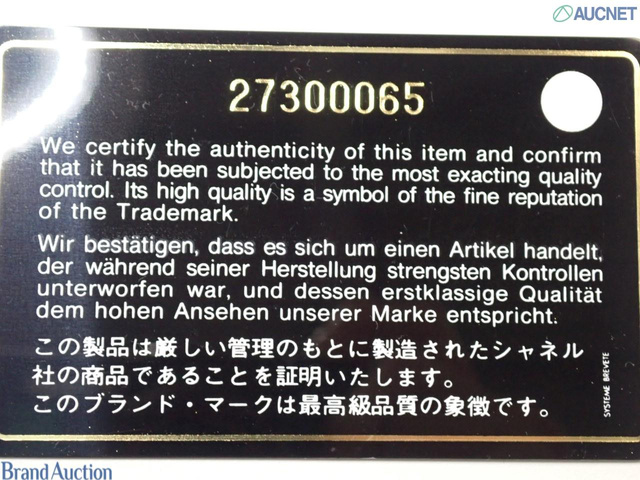 AUCNET
27300065
We certify the authenticity of this item and confirm
that it has been subjected to the most exacting quality
control. Its high quality is a symbol of the fine reputation
of the Trademark.
Wir bestätigen, dass es sich um einen Artikel handelt,
der während seiner Herstellung strengsten Kontrollen
unterworfen war, und dessen erstklassige Qualität
dem hohen Ansehen unserer Marke entspricht.
この製品は厳しい管理のもとに製造されたシャネル
社の商品であることを証明いたします。
このブランド・マークは最高級品質の象徴です。
SYSTEME BREVETE
Brand Auction